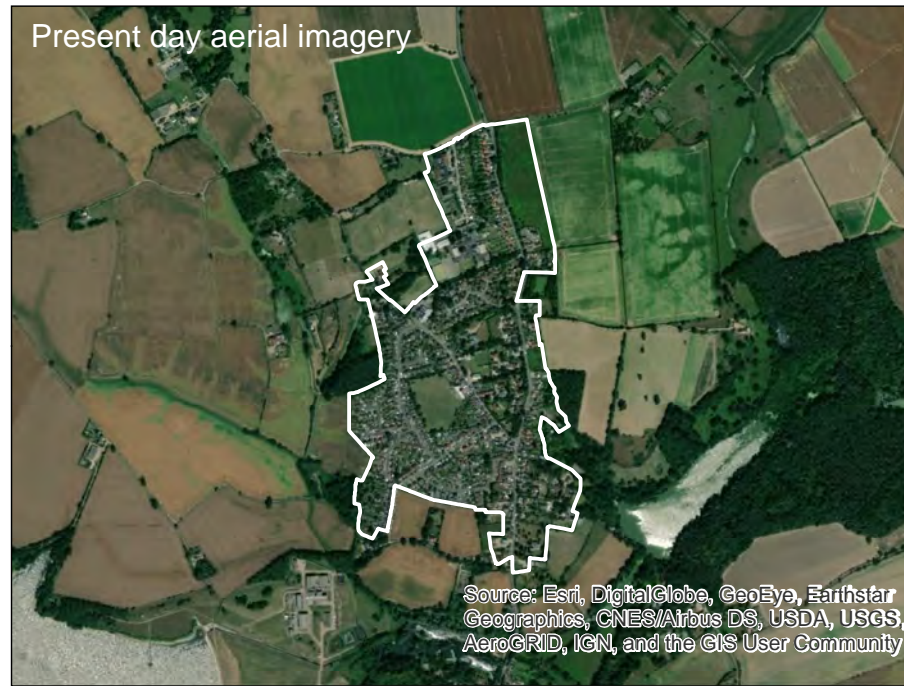 Present day aerial imagery
Source: Esri, DigitalGlobe, GeoEye, Earthstar
Geographics, CNES/Airbus DS, USDA, USGS,
AeroGRID, IGN, and the GIS User Community